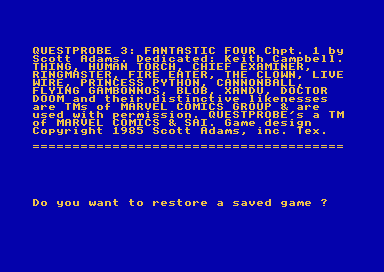 QUESTPROBE 3: FANTASTIC FOUR Chpt. 1 by
Scott Adams. Dedicated: Keith Campbell.
THING, HUMAN TORCH, CHIEF EXAMINER,
RINGMASTER, FIRE EATER, THE CLOWN, LIVE
WIRE, PRINCESS PYTHON, CANNONBALL,
FLYING GAMBONNOS, BLOB, XANDU, DOCTOR
DOOM and their distinctive likenesses
are TMs of MARVEL COMICS GROUP & are
used with permission. QUESTPROBE's a TM
of MARVEL COMICS & SAI. Game design
Copyright 1985 Scott Adams, inc. Tex.
=======================================
Do you want to restore a saved game ?